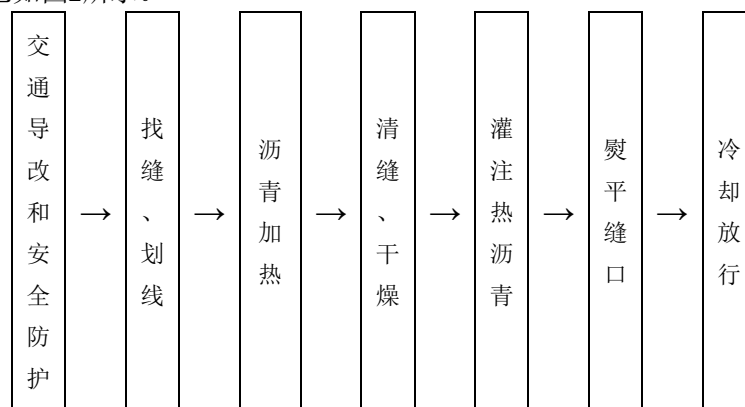 交通导改和安全防护
→
找缝、划线
→
沥青加热
→
清缝、干燥
→
灌注热沥青
→
熨平缝口
→
冷却放行